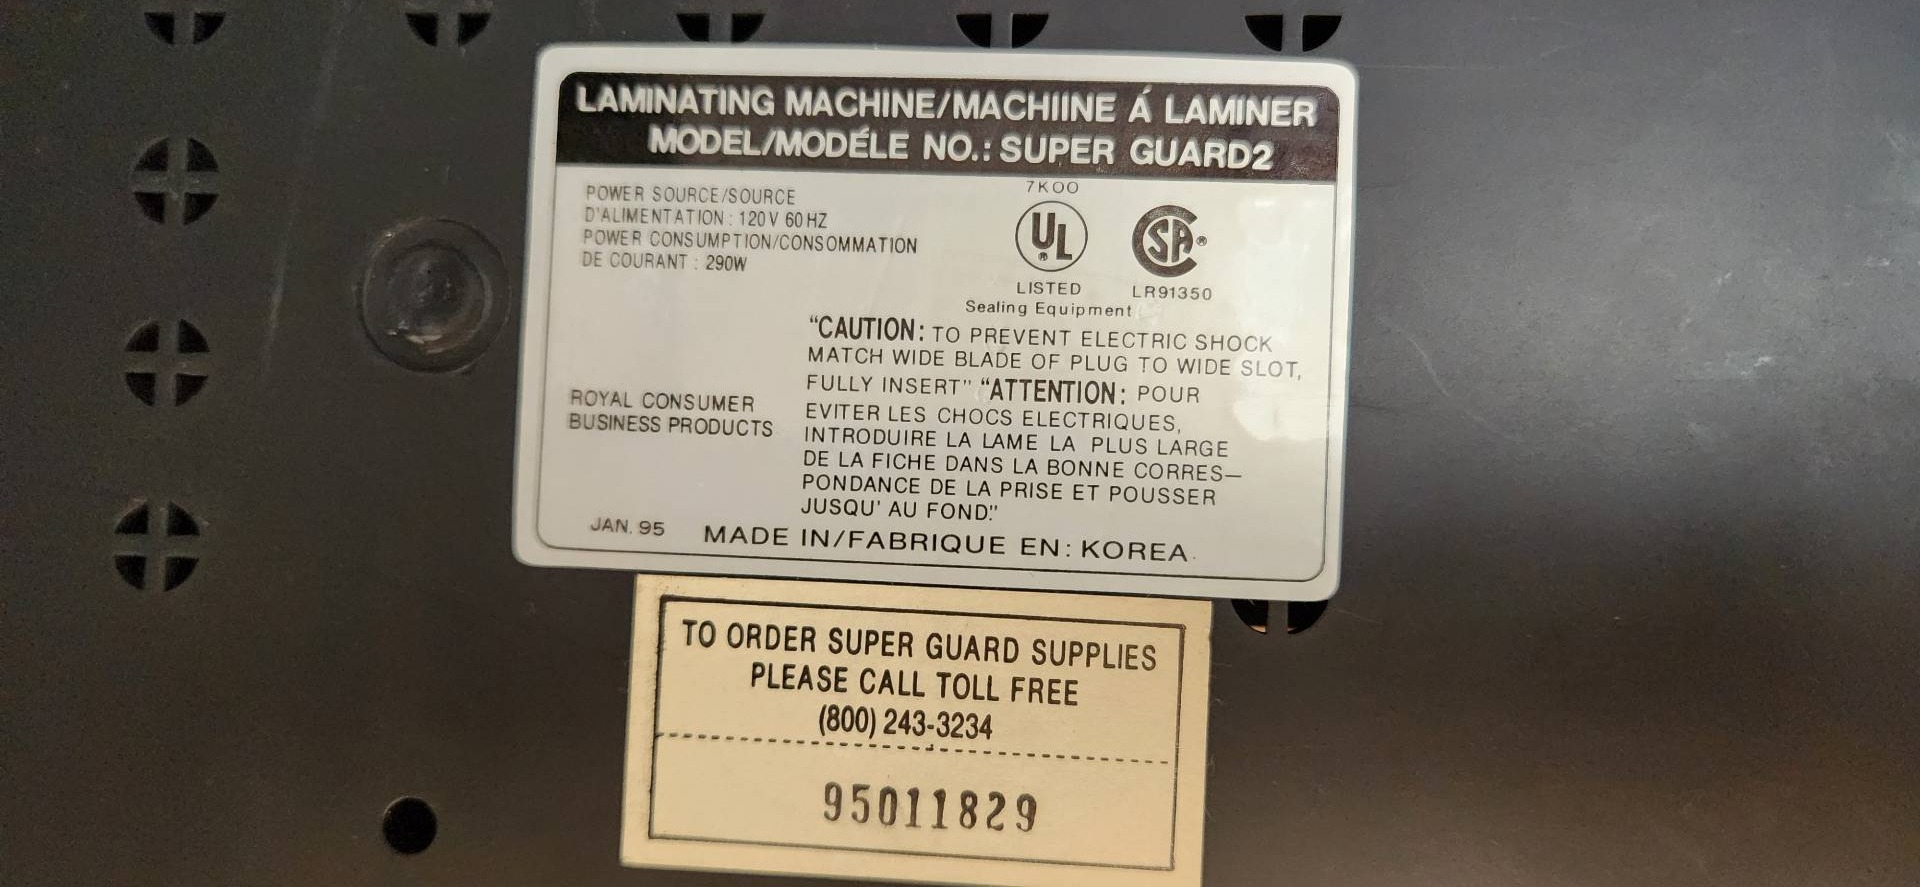 LAMINATING MACHINE/MACHIINE Á LAMINER
MODEL/MODÉLE NO.: SUPER GUARD2
POWER SOURCE/SOURCE
D'ALIMENTATION : 120V 60HZ
POWER CONSUMPTION/CONSOMMATION
DE COURANT : 290W
7K00
UL
LISTED
Sealing Equipment
SA
LR91350
"CAUTION: TO PREVENT ELECTRIC SHOCK
MATCH WIDE BLADE OF PLUG TO WIDE SLOT,
FULLY INSERT" "ATTENTION: POUR
EVITER LES CHOCS ELECTRIQUES,
INTRODUIRE LA LAME LA PLUS LARGE
DE LA FICHE DANS LA BONNE CORRES-
PONDANCE DE LA PRISE ET POUSSER
JUSQU' AU FOND."
ROYAL CONSUMER
BUSINESS PRODUCTS
JAN. 95
MADE IN/FABRIQUE EN: KOREA.
TO ORDER SUPER GUARD SUPPLIES
PLEASE CALL TOLL FREE
(800) 243-3234
95011829